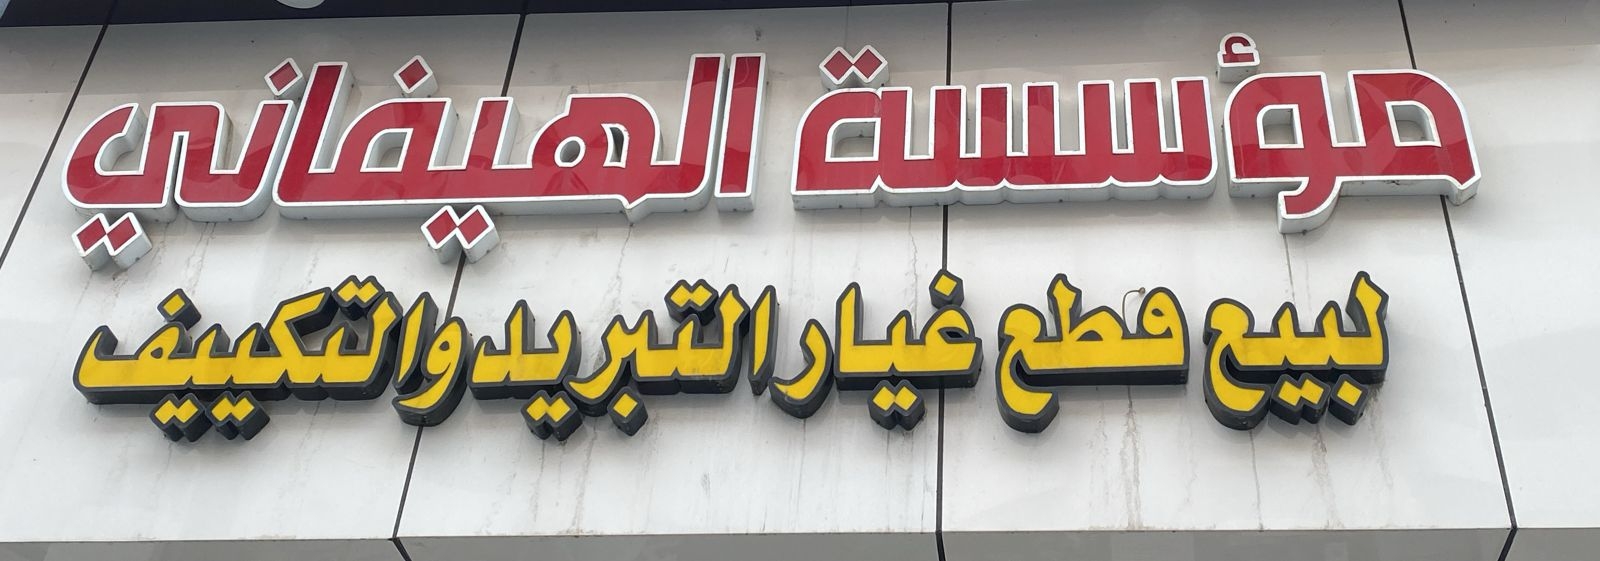 مؤسسة الهيفاني
لبيع قطع غيار التبريد والتكييف